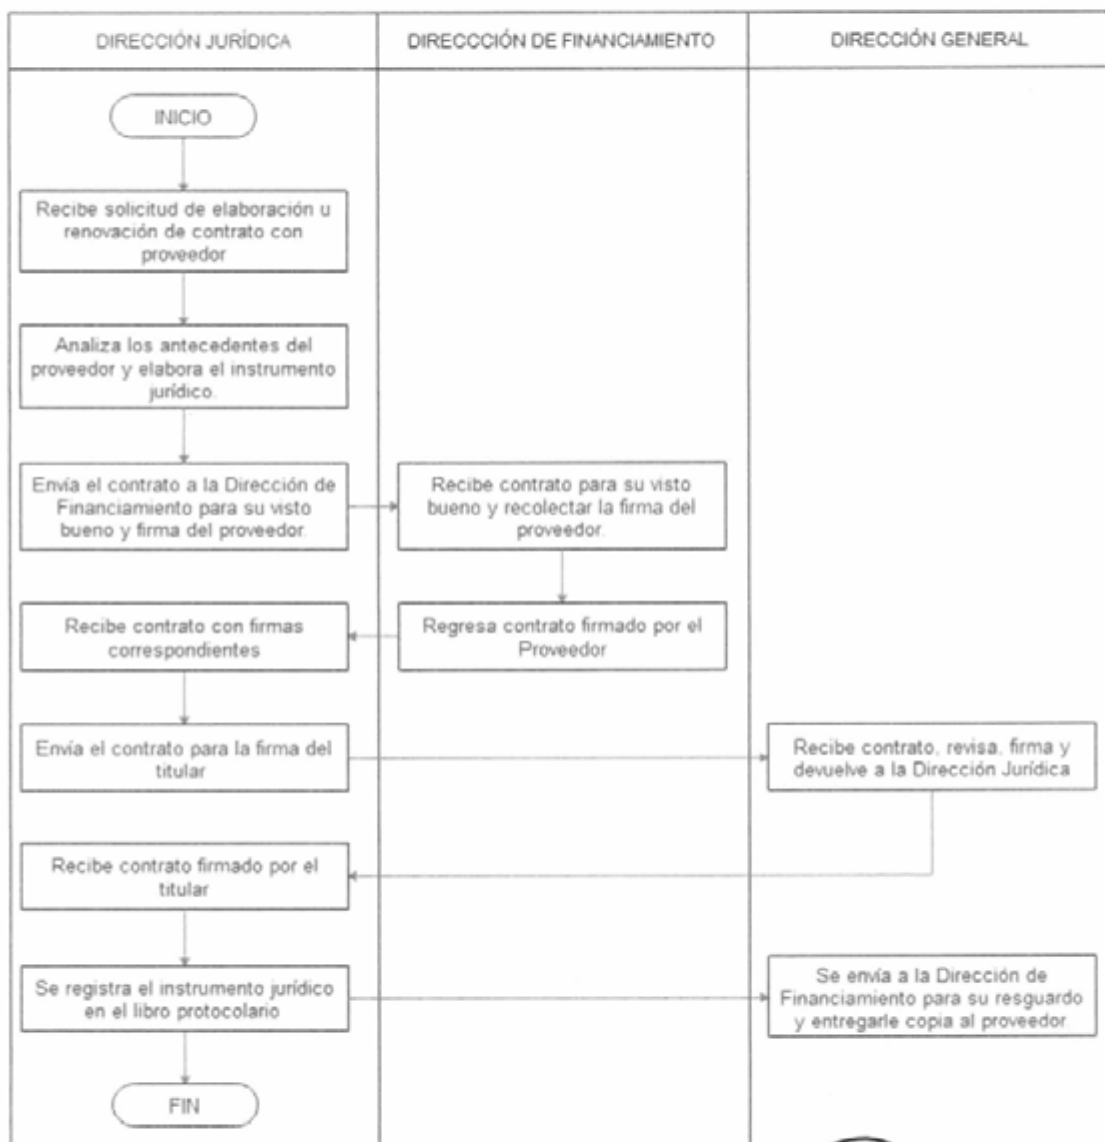 DIRECCIÓN JURÍDICA
DIRECCCIÓN DE FINANCIAMIENTO
DIRECCIÓN GENERAL
INICIO
Recibe solicitud de elaboración u
renovación de contrato con
proveedor
Analiza los antecedentes del
proveedor y elabora el instrumento
jurídico.
Envía el contrato a la Dirección de
Financiamiento para su visto
bueno y firma del proveedor.
Recibe contrato para su visto
bueno y recolectar la firma del
proveedor.
Regresa contrato firmado por el
Proveedor
Recibe contrato con firmas
correspondientes
Envía el contrato para la firma del
titular
Recibe contrato, revisa, firma y
devuelve a la Dirección Jurídica
Recibe contrato firmado por el
titular
Se registra el instrumento jurídico
en el libro protocolario
Se envía a la Dirección de
Financiamiento para su resguardo
y entregarle copia al proveedor.
FIN